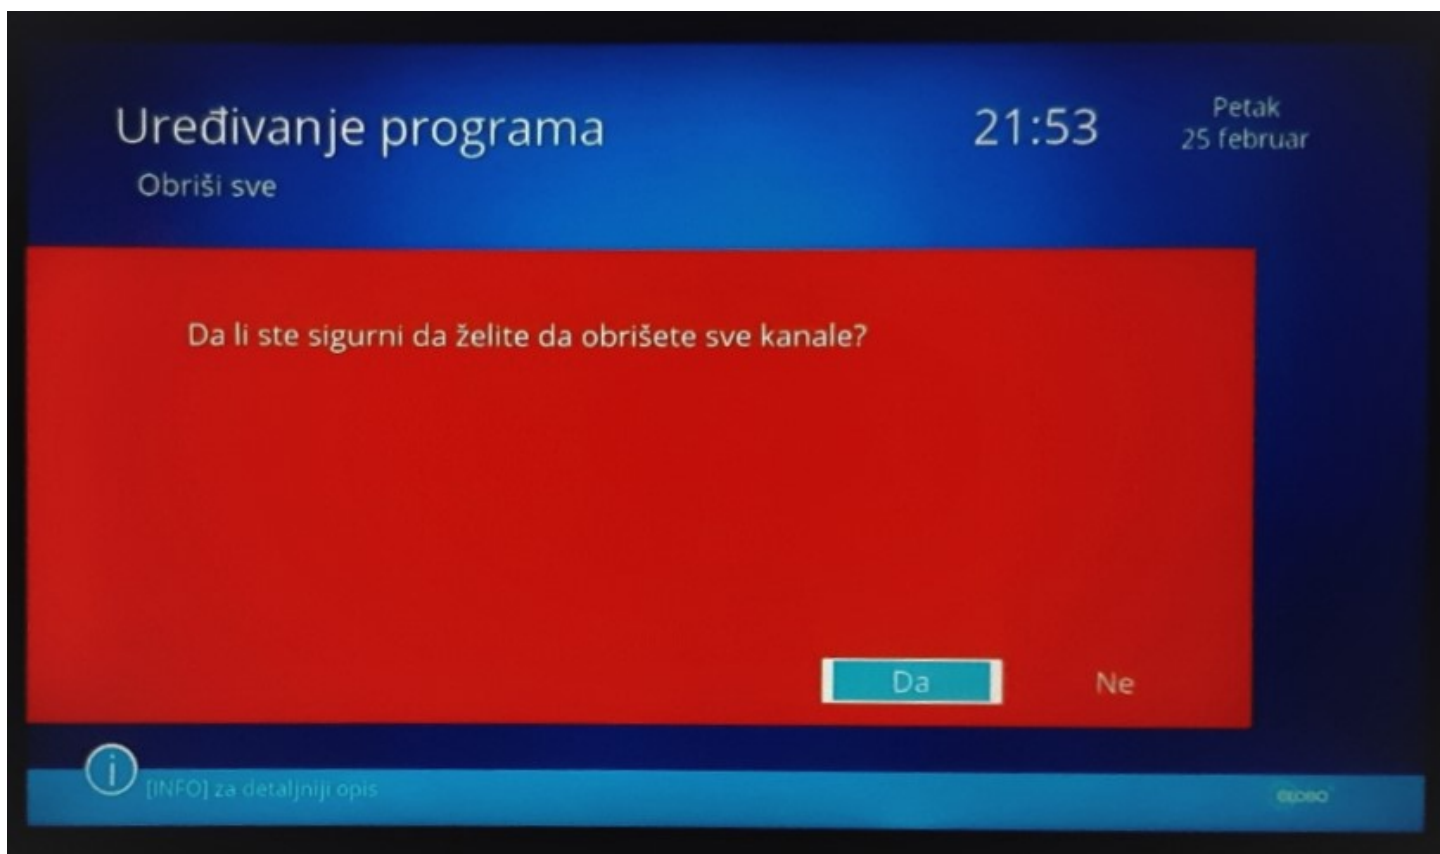 Uređivanje programa
21:53
Petak
25 februar
Obriši sve
Da li ste sigurni da želite da obrišete sve kanale?
Da
Ne
i
[INFO] za detaljniji opis
GLOBO